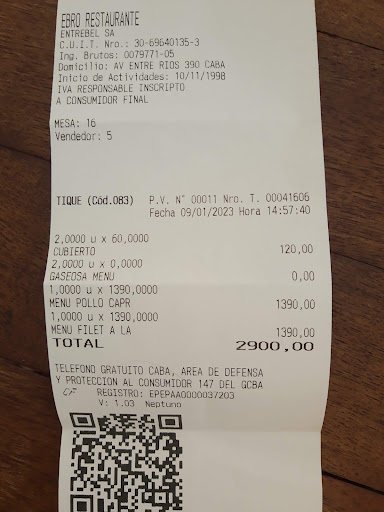 EBRO RESTAURANTE
ENTREBEL SA
C.U.I.T. Nro.: 30-69640135-3
Ing. Brutos: 0079771-05
Domicilio: AV ENTRE RIOS 390 CABA
Inicio de Actividades: 10/11/1998
IVA RESPONSABLE INSCRIPTO
A CONSUMIDOR FINAL
MESA: 16
Vendedor: 5
TIQUE (Cód.083) P.V. N° 00011 Nro. T. 00041606
Fecha 09/01/2023 Hora 14:57:40
2,0000 u x 60,0000
CUBIERTO 120,00
2,0000 u x 0,0000
GASEOSA MENU 0,00
1,0000 u x 1390,0000
MENU POLLO CAPR 1390,00
1,0000 u x 1390,0000
MENU FILET A LA 1390,00
TOTAL 2900,00
TELEFONO GRATUITO CABA, AREA DE DEFENSA
Y PROTECCION AL CONSUMIDOR 147 DEL GCBA
CF REGISTRO: EPEPAA0000037203
V: 1.03 Neptuno